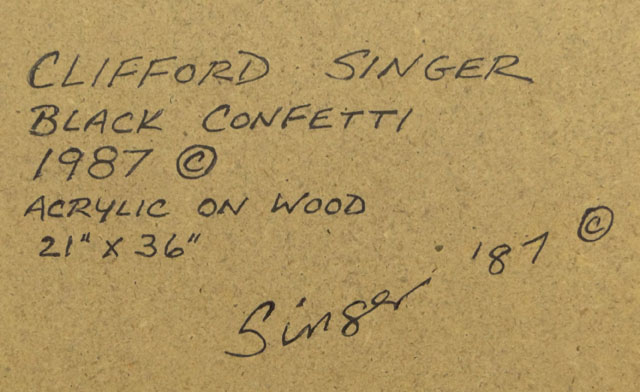 CLIFFORD SINGER
BLACK CONFETTI
1987 ©
ACRYLIC ON WOOD
21" X 36"
Singer '87 ©